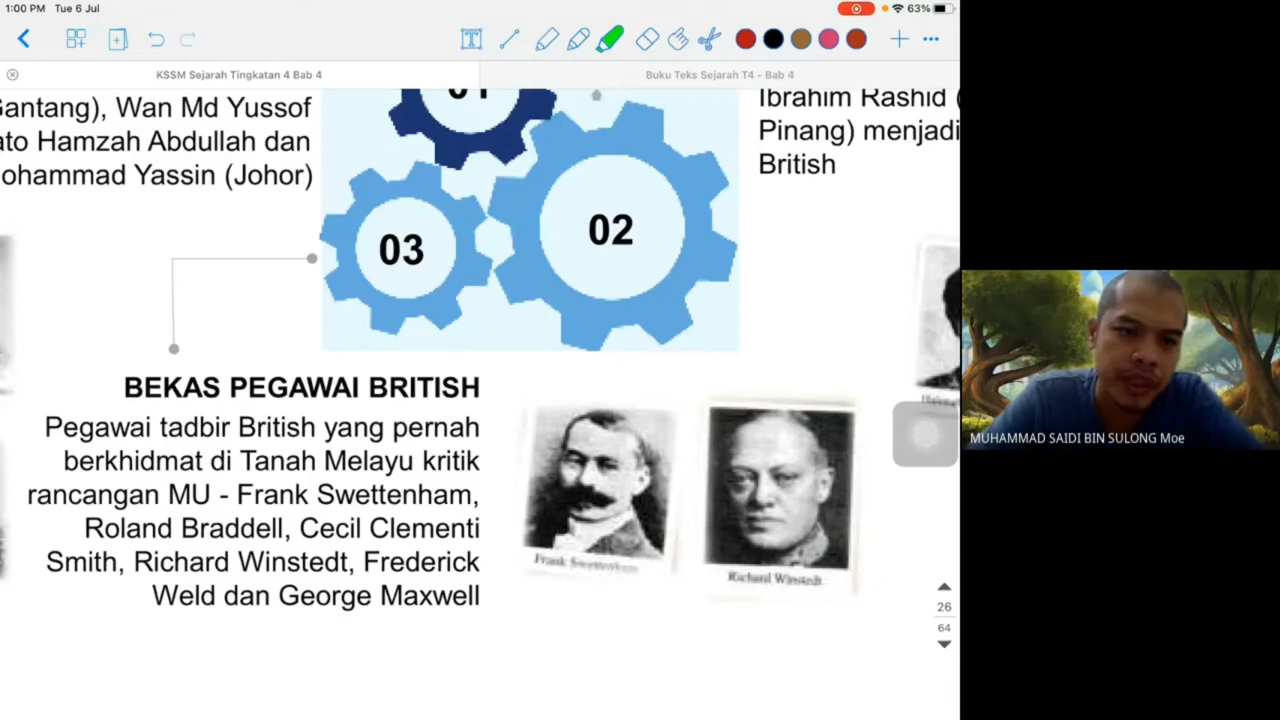 1:00 PM Tue 6 Jul
63%
KSSM Sejarah Tingkatan 4 Bab 4
Buku Teks Sejarah T4 - Bab 4
Gantang), Wan Md Yussof
ato Hamzah Abdullah dan
ohammad Yassin (Johor)
01
02
03
Ibrahim Rashid (
Pinang) menjadi
British
BEKAS PEGAWAI BRITISH
Pegawai tadbir British yang pernah
berkhidmat di Tanah Melayu kritik
rancangan MU - Frank Swettenham,
Roland Braddell, Cecil Clementi
Smith, Richard Winstedt, Frederick
Weld dan George Maxwell
Frank Swettenham
Richard Winstedt
26
64
MUHAMMAD SAIDI BIN SULONG Moe